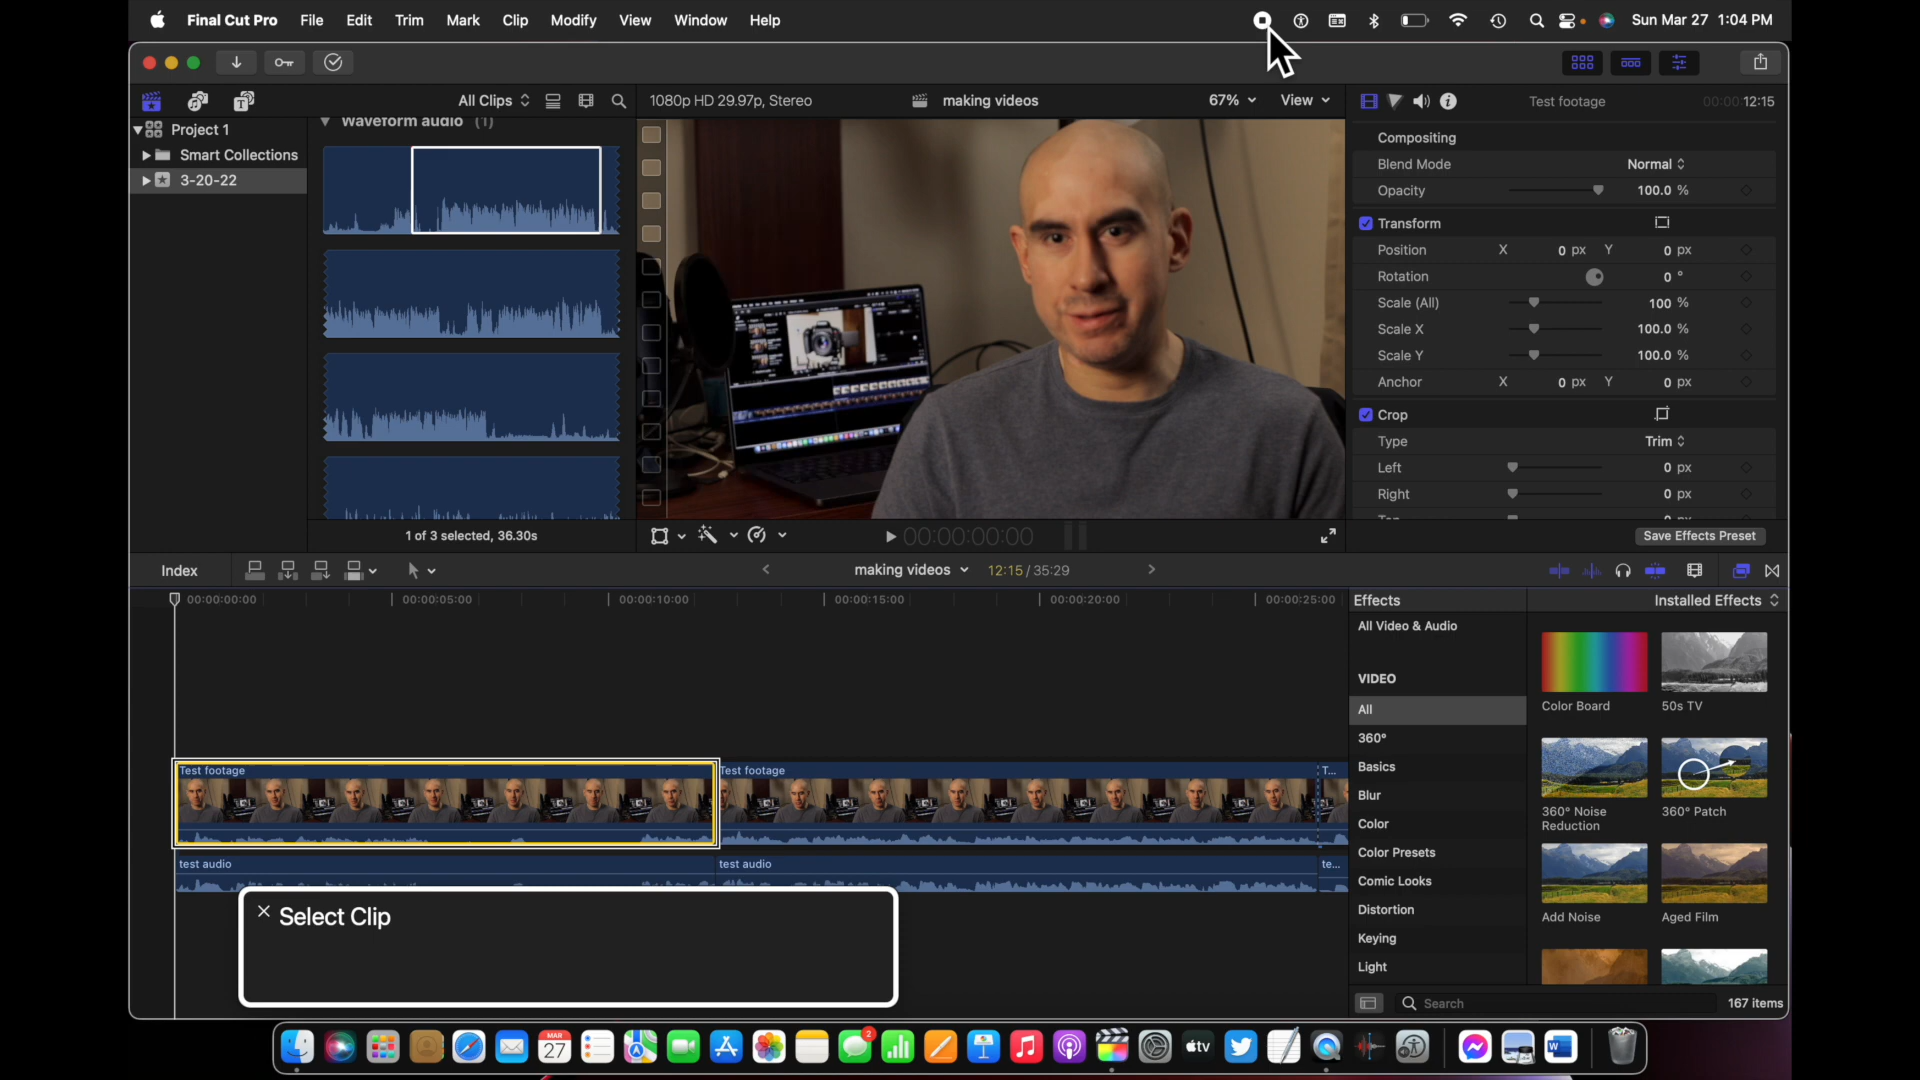 Final Cut Pro File Edit Trim Mark Clip Modify View Window Help
Sun Mar 27 1:04 PM
All Clips
1080p HD 29.97p, Stereo
making videos
67%
View
Test footage
00:00:12:15
Project 1
Smart Collections
3-20-22
Waveform audio (1)
1 of 3 selected, 36.30s
00:00:00:00
Compositing
Blend Mode Normal
Opacity 100.0 %
Transform
Position X 0 px Y 0 px
Rotation 0 °
Scale (All) 100 %
Scale X 100.0 %
Scale Y 100.0 %
Anchor X 0 px Y 0 px
Crop
Type Trim
Left 0 px
Right 0 px
Save Effects Preset
Index
making videos
12:15 / 35:29
00:00:00:00
00:00:05:00
00:00:10:00
00:00:15:00
00:00:20:00
00:00:25:00
Test footage
Test footage
T...
test audio
test audio
te...
Select Clip
Effects
Installed Effects
All Video & Audio
VIDEO
All
360°
Basics
Blur
Color
Color Presets
Comic Looks
Distortion
Keying
Light
Color Board
50s TV
360° Noise
Reduction
360° Patch
Add Noise
Aged Film
Search
167 items
MAR
27
2
tv
W